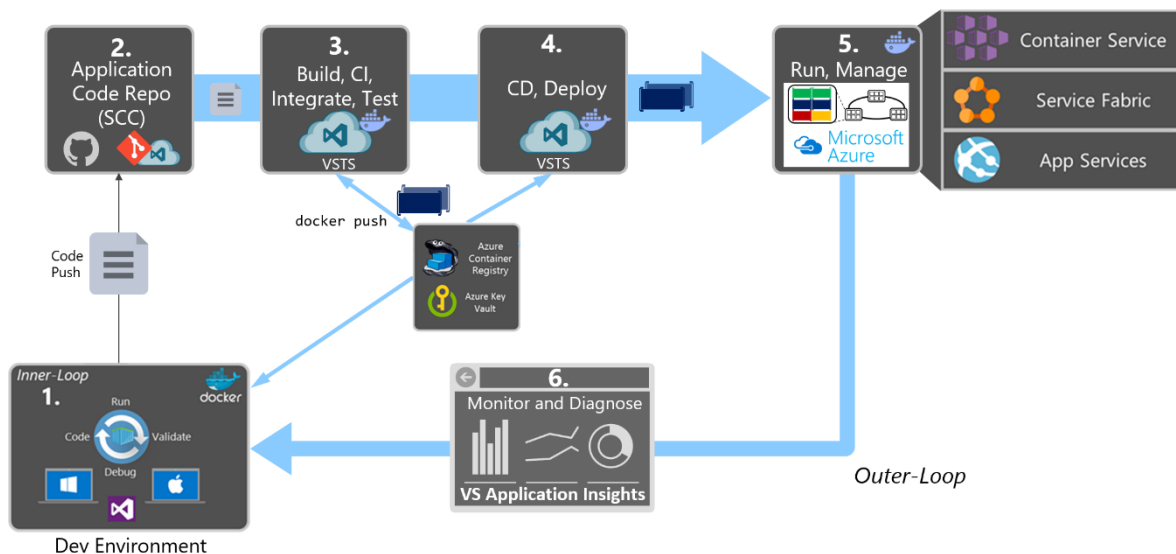 2.
Application
Code Repo
(SCC)
3.
Build, CI,
Integrate, Test
VSTS
4.
CD, Deploy
VSTS
5.
Run, Manage
Microsoft
Azure
Container Service
Service Fabric
App Services
docker push
Azure
Container
Registry
Azure Key
Vault
Code
Push
Inner-Loop
1.
docker
Run
Code
Validate
Debug
Dev Environment
6.
Monitor and Diagnose
VS Application Insights
Outer-Loop